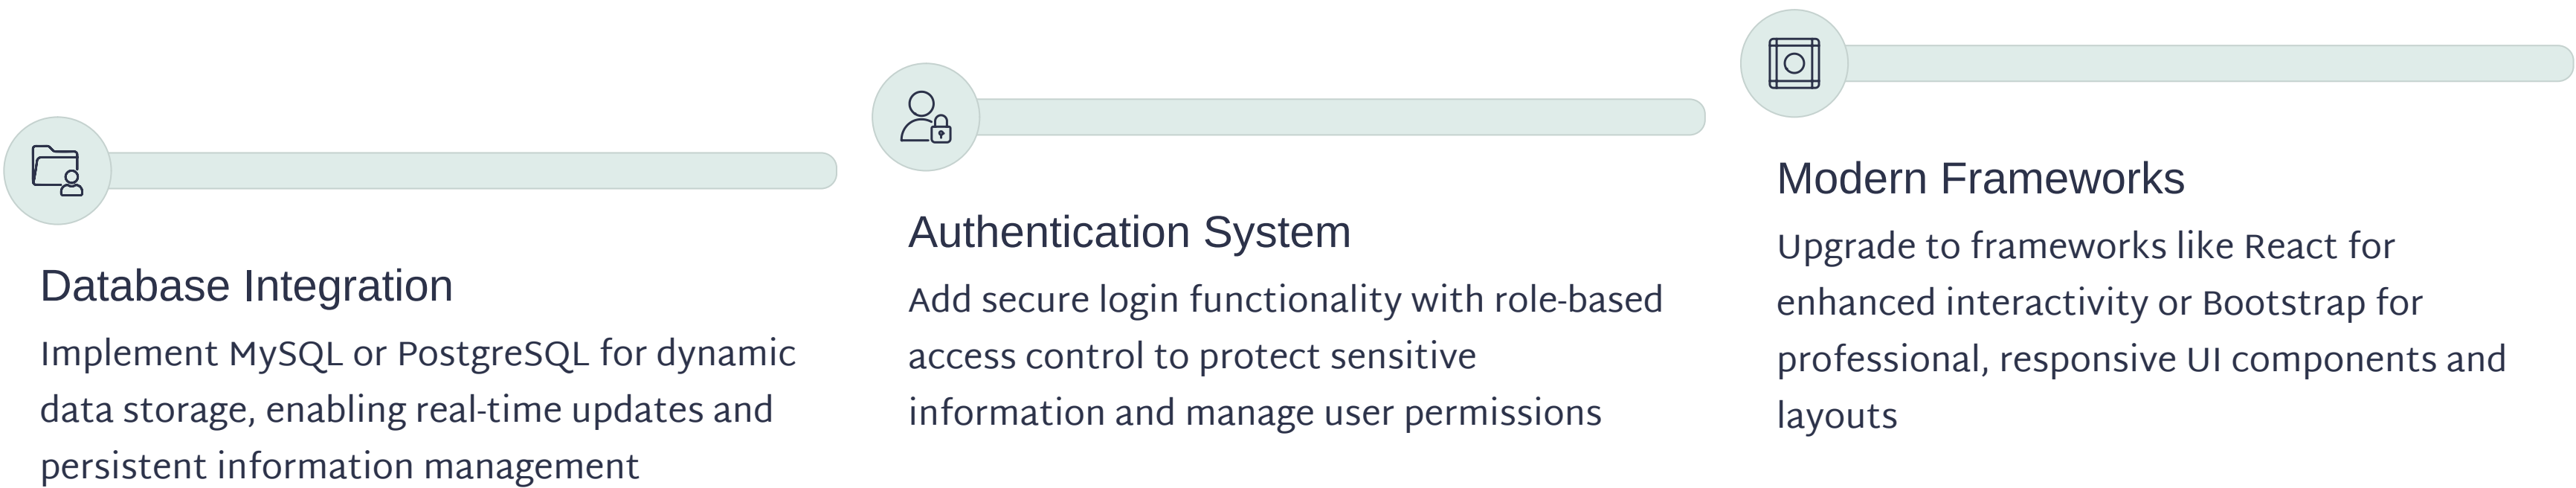 Database Integration
Implement MySQL or PostgreSQL for dynamic
data storage, enabling real-time updates and
persistent information management
Authentication System
Add secure login functionality with role-based
access control to protect sensitive
information and manage user permissions
Modern Frameworks
Upgrade to frameworks like React for
enhanced interactivity or Bootstrap for
professional, responsive UI components and
layouts